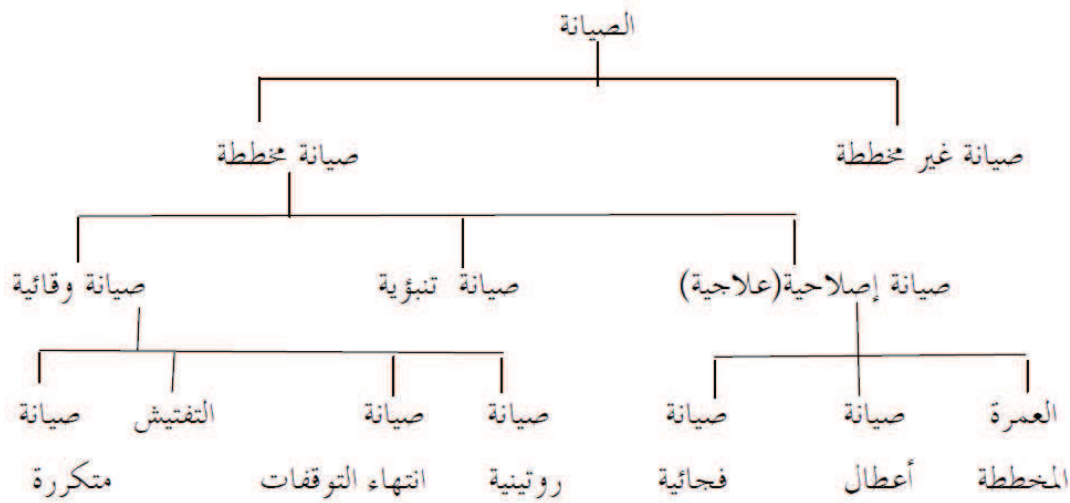 الصيانة
صيانة غير مخططة
صيانة مخططة
صيانة إصلاحية(علاجية)
صيانة تنبؤية
صيانة وقائية
العمرة
المخططة
صيانة
أعطال
صيانة
فجائية
صيانة
روتينية
صيانة
انتهاء التوقفات
التفتيش
صيانة
متكررة